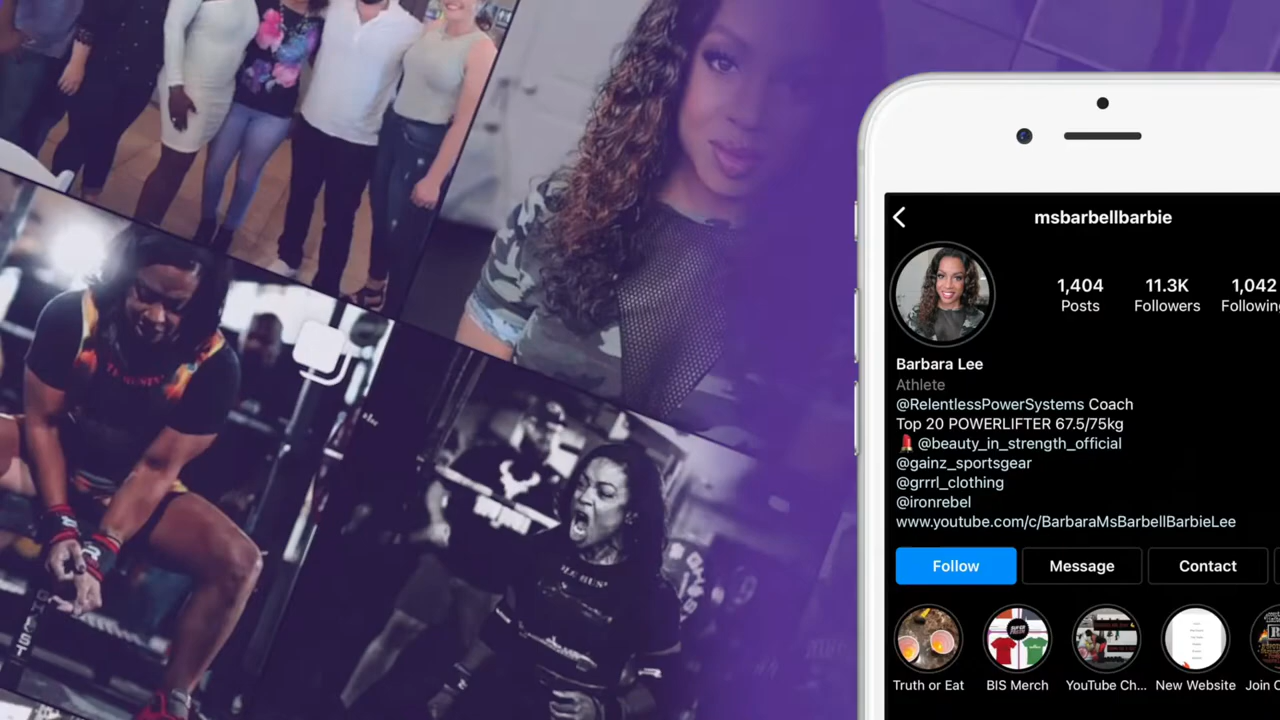 msbarbellbarbie
1,404 11.3K 1,042
Posts Followers Following
Barbara Lee
Athlete
@RelentlessPowerSystems Coach
Top 20 POWERLIFTER 67.5/75kg
@beauty_in_strength_official
@gainz_sportsgear
@grrrl_clothing
@ironrebel
www.youtube.com/c/BarbaraMsBarbellBarbieLee
Follow Message Contact
Truth or Eat BIS Merch YouTube Ch... New Website Join